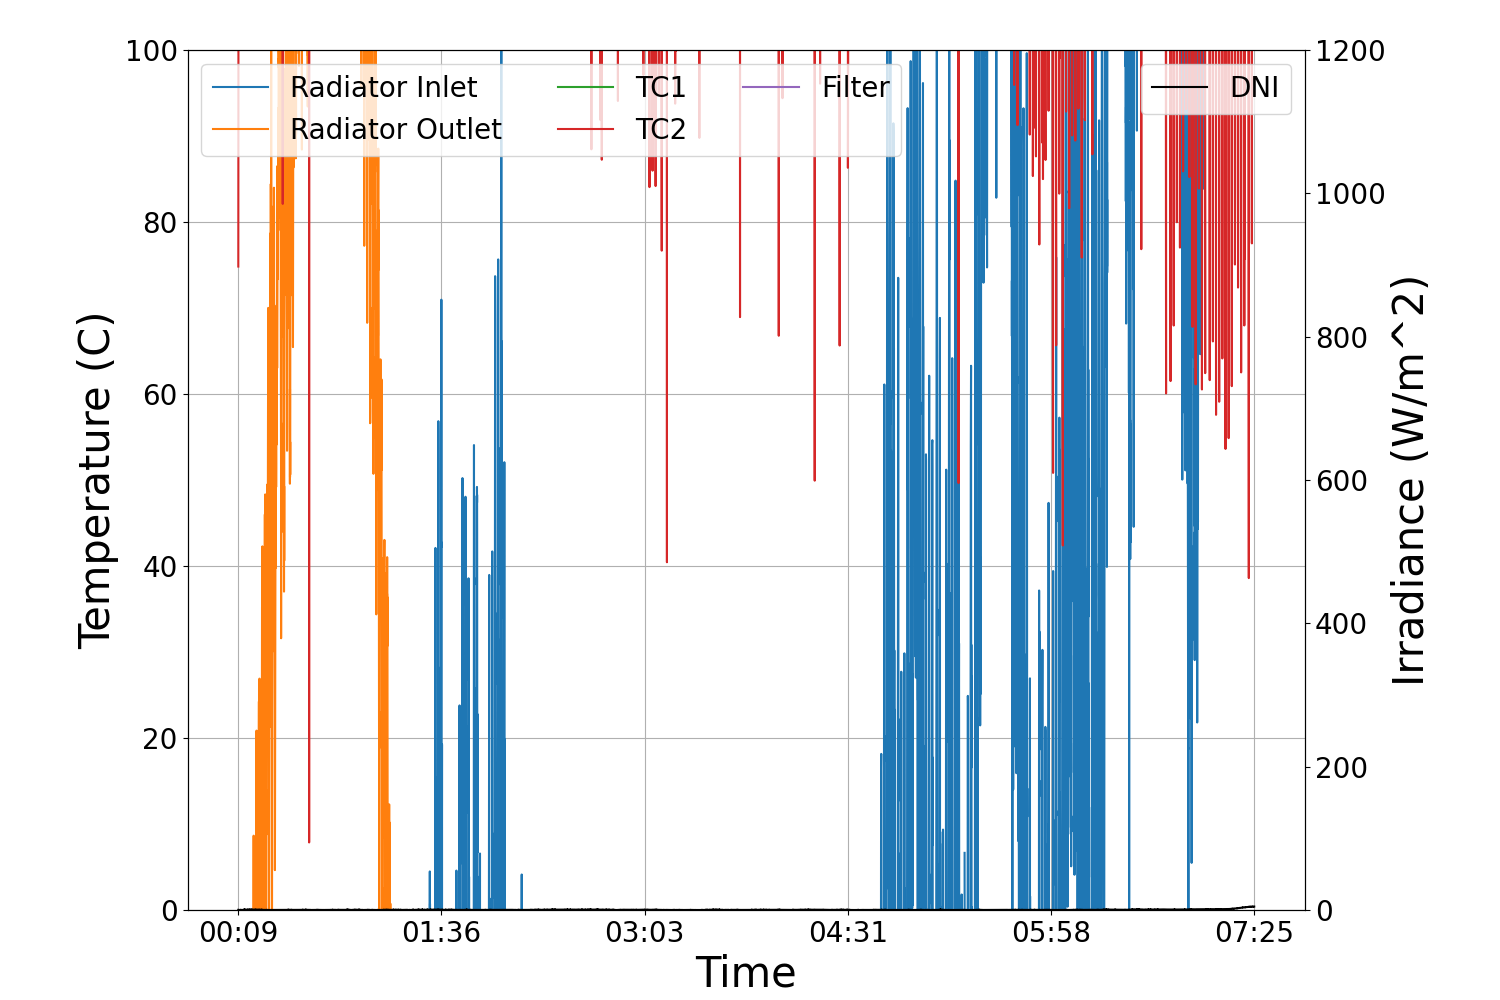 100
80
60
40
20
0
Temperature (C)
Radiator Inlet
Radiator Outlet
TC1
TC2
Filter
DNI
1200
1000
800
600
400
200
0
Irradiance (W/m^2)
00:09 01:36 03:03 04:31 05:58 07:25
Time